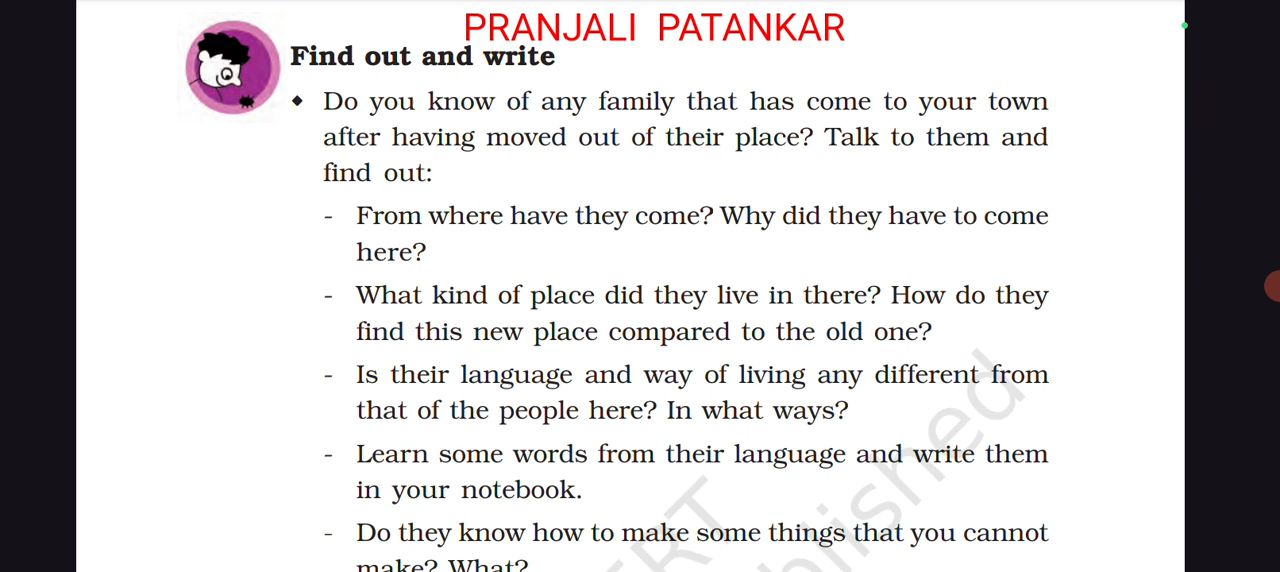 PRANJALI PATANKAR
Find out and write
◆ Do you know of any family that has come to your town
after having moved out of their place? Talk to them and
find out:
- From where have they come? Why did they have to come
here?
- What kind of place did they live in there? How do they
find this new place compared to the old one?
- Is their language and way of living any different from
that of the people here? In what ways?
- Learn some words from their language and write them
in your notebook.
- Do they know how to make some things that you cannot
make? What?